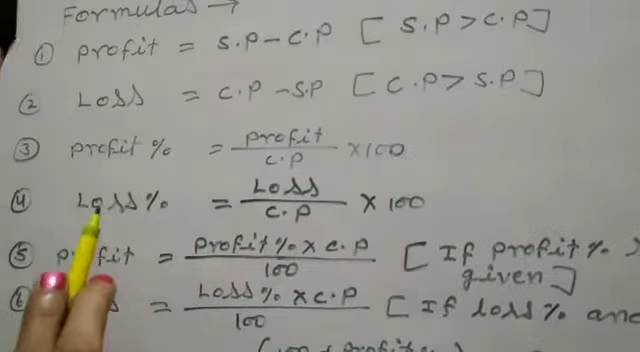 Formulas →
① profit = S.P - C.P [ S.P > C.P ]
② Loss = C.P - S.P [ C.P > S.P ]
③ profit % = profit / C.P × 100
④ Loss % = Loss / C.P × 100
⑤ profit = profit % × C.P / 100 [ If profit %
given ]
⑥ = Loss % × C.P / 100 [ If loss % and